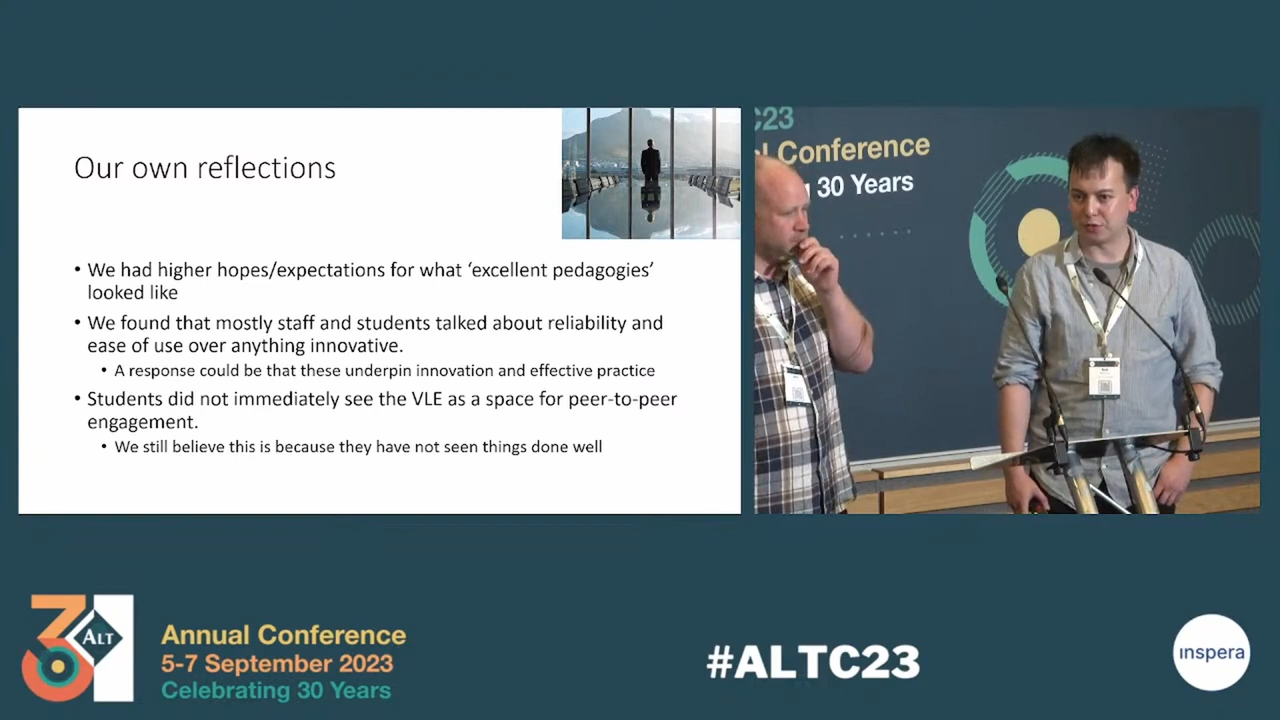 Our own reflections
• We had higher hopes/expectations for what ‘excellent pedagogies’
looked like
• We found that mostly staff and students talked about reliability and
ease of use over anything innovative.
• A response could be that these underpin innovation and effective practice
• Students did not immediately see the VLE as a space for peer-to-peer
engagement.
• We still believe this is because they have not seen things done well
C23
l Conference
g 30 Years
30
ALT
Annual Conference
5-7 September 2023
Celebrating 30 Years
#ALTC23
inspera